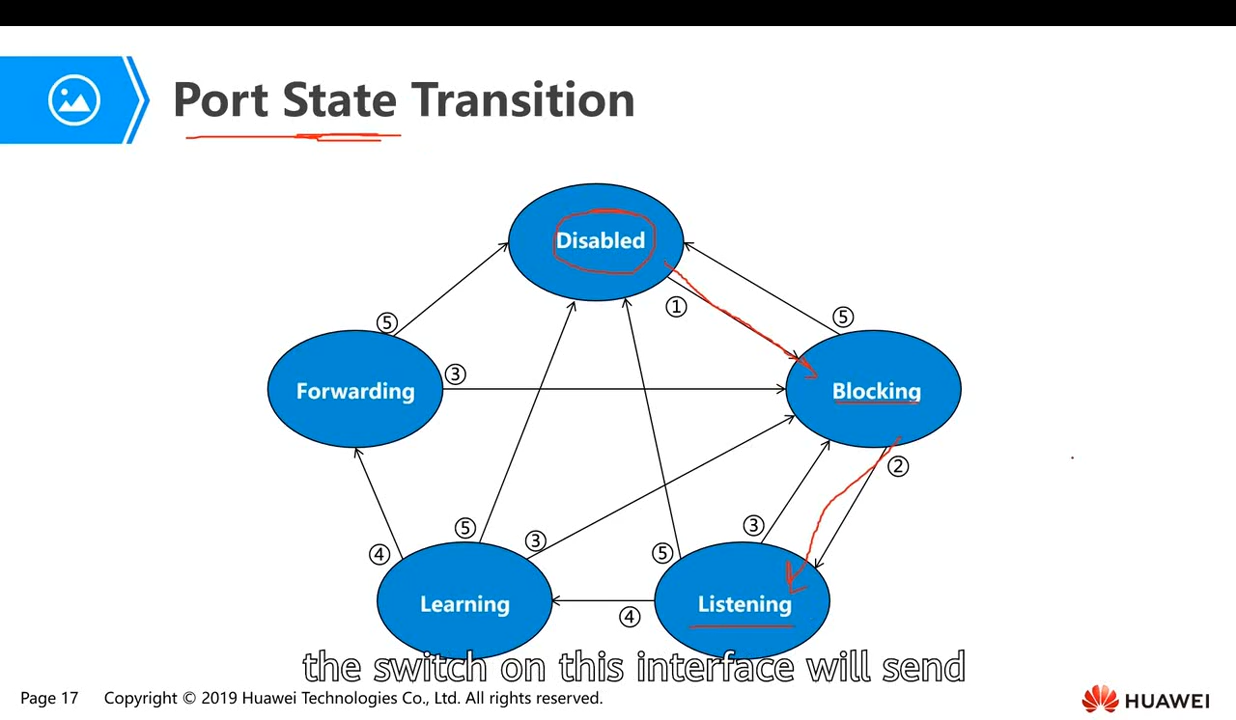 Port State Transition
Disabled
①
⑤
⑤
Forwarding
③
Blocking
②
⑤
③
③
④
⑤
Learning
④
Listening
the switch on this interface will send
Page 17 Copyright © 2019 Huawei Technologies Co., Ltd. All rights reserved.
HUAWEI